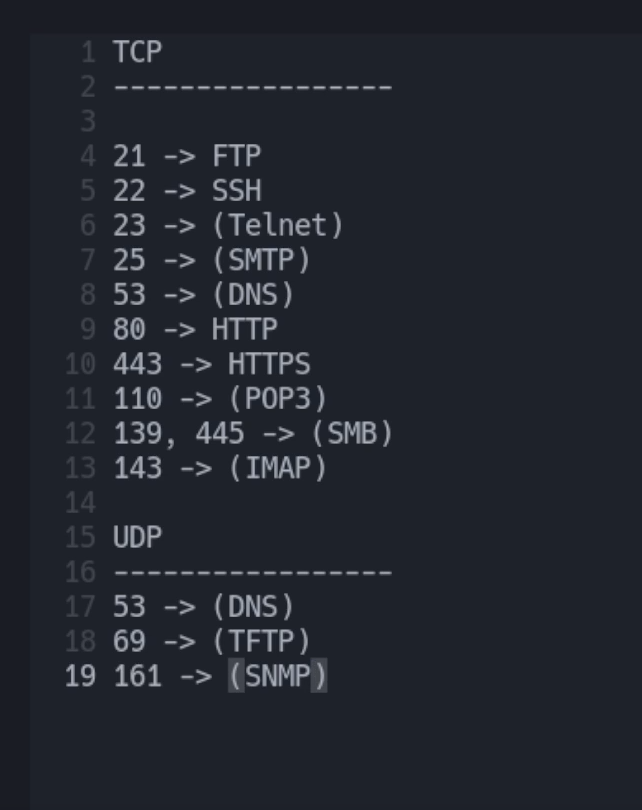 1 TCP
2 -----------------
3
4 21 -> FTP
5 22 -> SSH
6 23 -> (Telnet)
7 25 -> (SMTP)
8 53 -> (DNS)
9 80 -> HTTP
10 443 -> HTTPS
11 110 -> (POP3)
12 139, 445 -> (SMB)
13 143 -> (IMAP)
14
15 UDP
16 -----------------
17 53 -> (DNS)
18 69 -> (TFTP)
19 161 -> (SNMP)